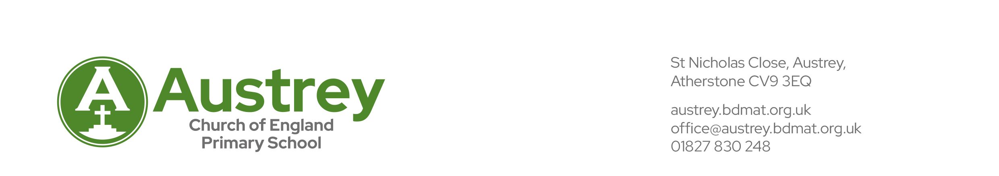 A
Austrey
Church of England
Primary School
St Nicholas Close, Austrey,
Atherstone CV9 3EQ
austrey.bdmat.org.uk
office@austrey.bdmat.org.uk
01827 830 248